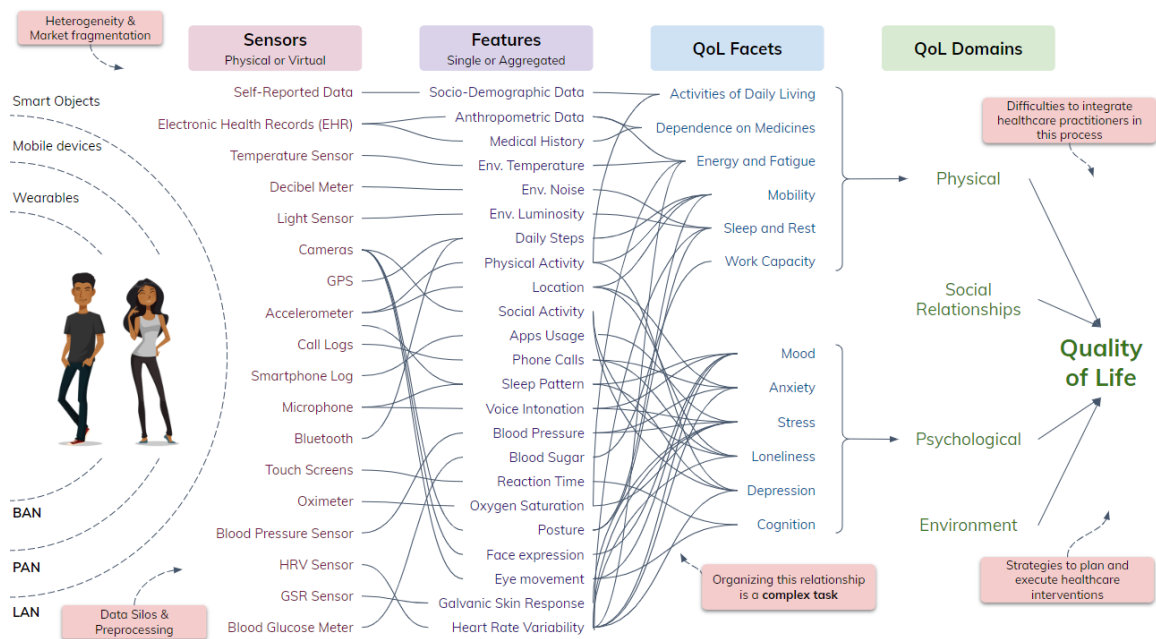 Heterogeneity &
Market fragmentation
Sensors
Physical or Virtual
Features
Single or Aggregated
QoL Facets
QoL Domains
Smart Objects
Mobile devices
Wearables
BAN
PAN
LAN
Data Silos &
Preprocessing
Self-Reported Data
Electronic Health Records (EHR)
Temperature Sensor
Decibel Meter
Light Sensor
Cameras
GPS
Accelerometer
Call Logs
Smartphone Log
Microphone
Bluetooth
Touch Screens
Oximeter
Blood Pressure Sensor
HRV Sensor
GSR Sensor
Blood Glucose Meter
Socio-Demographic Data
Anthropometric Data
Medical History
Env. Temperature
Env. Noise
Env. Luminosity
Daily Steps
Physical Activity
Location
Social Activity
Apps Usage
Phone Calls
Sleep Pattern
Voice Intonation
Blood Pressure
Blood Sugar
Reaction Time
Oxygen Saturation
Posture
Face expression
Eye movement
Galvanic Skin Response
Heart Rate Variability
Activities of Daily Living
Dependence on Medicines
Energy and Fatigue
Mobility
Sleep and Rest
Work Capacity
Mood
Anxiety
Stress
Loneliness
Depression
Cognition
Organizing this relationship
is a complex task
Difficulties to integrate
healthcare practitioners in
this process
Physical
Social
Relationships
Psychological
Environment
Quality
of Life
Strategies to plan and
execute healthcare
interventions